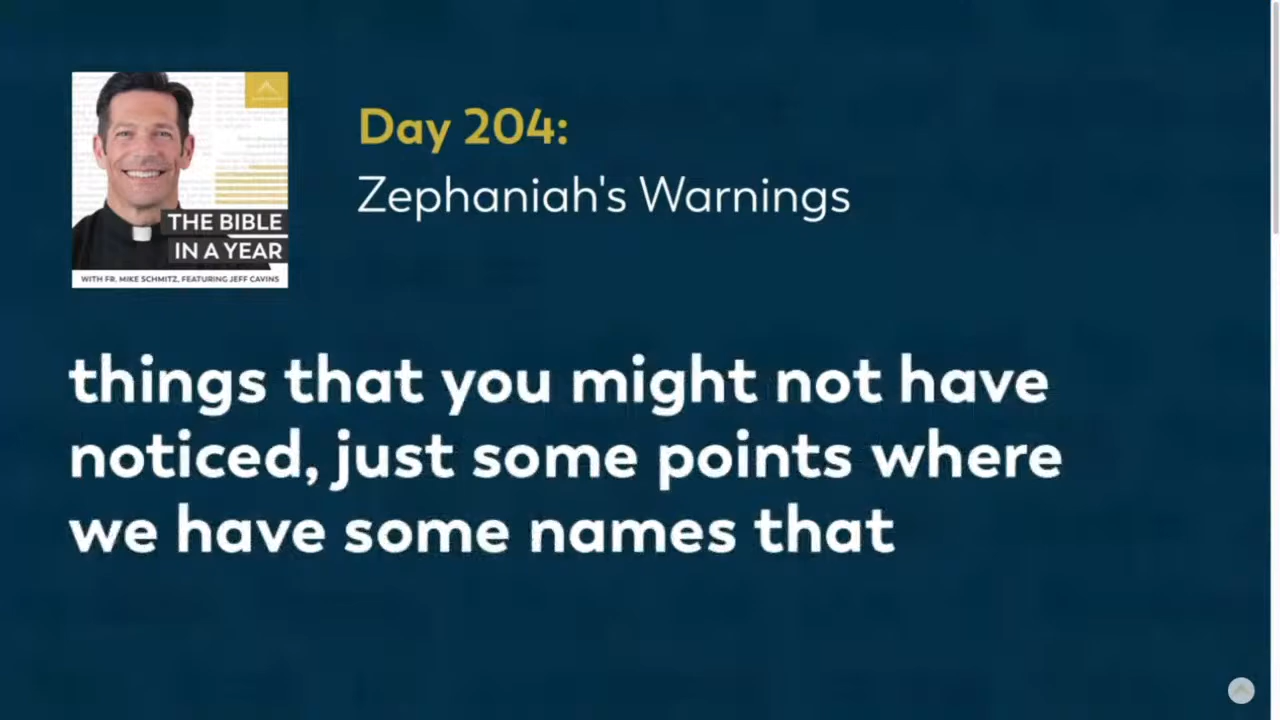 Day 204:
Zephaniah's Warnings
THE BIBLE
IN A YEAR
WITH FR. MIKE SCHMITZ, FEATURING JEFF CAVINS
things that you might not have
noticed, just some points where
we have some names that